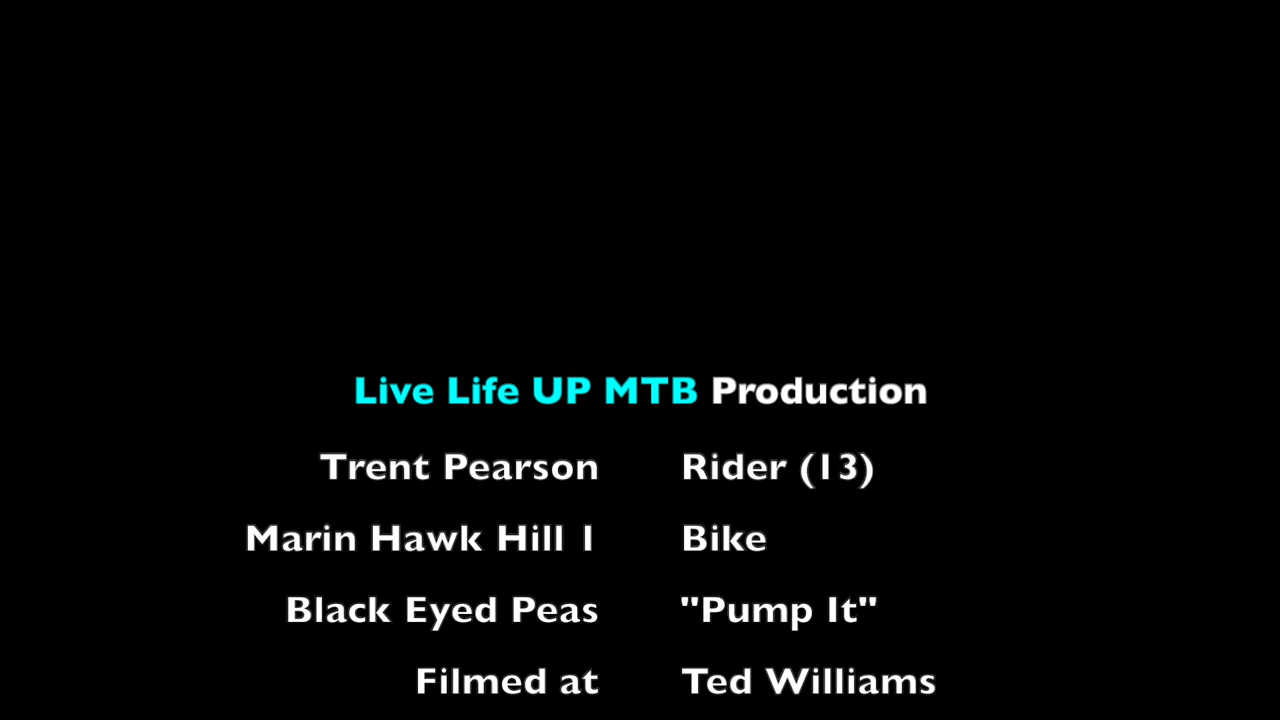 Live Life UP MTB Production
Trent Pearson Rider (13)
Marin Hawk Hill 1 Bike
Black Eyed Peas "Pump It"
Filmed at Ted Williams